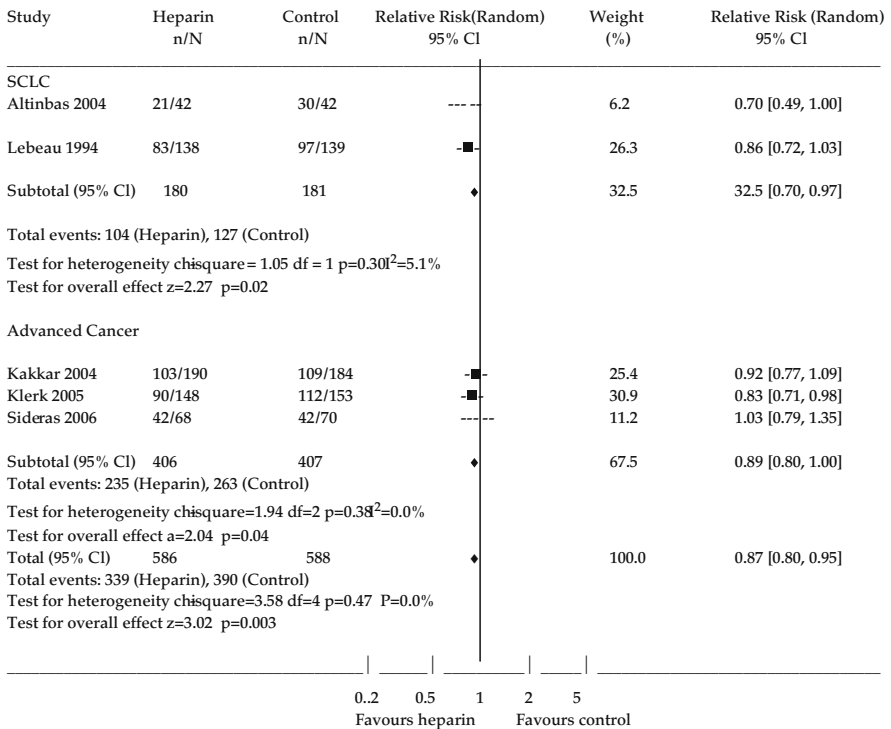 Study Heparin Control Relative Risk(Random) Weight Relative Risk (Random)
n/N n/N 95% Cl (%) 95% Cl
SCLC
Altinbas 2004 21/42 30/42 6.2 0.70 [0.49, 1.00]
Lebeau 1994 83/138 97/139 26.3 0.86 [0.72, 1.03]
Subtotal (95% Cl) 180 181 32.5 32.5 [0.70, 0.97]
Total events: 104 (Heparin), 127 (Control)
Test for heterogeneity chisquare = 1.05 df = 1 p=0.30I²=5.1%
Test for overall effect z=2.27 p=0.02
Advanced Cancer
Kakkar 2004 103/190 109/184 25.4 0.92 [0.77, 1.09]
Klerk 2005 90/148 112/153 30.9 0.83 [0.71, 0.98]
Sideras 2006 42/68 42/70 11.2 1.03 [0.79, 1.35]
Subtotal (95% Cl) 406 407 67.5 0.89 [0.80, 1.00]
Total events: 235 (Heparin), 263 (Control)
Test for heterogeneity chisquare=1.94 df=2 p=0.38I²=0.0%
Test for overall effect a=2.04 p=0.04
Total (95% Cl) 586 588 100.0 0.87 [0.80, 0.95]
Total events: 339 (Heparin), 390 (Control)
Test for heterogeneity chisquare=3.58 df=4 p=0.47 P=0.0%
Test for overall effect z=3.02 p=0.003
0..2 0.5 1 2 5
Favours heparin Favours control